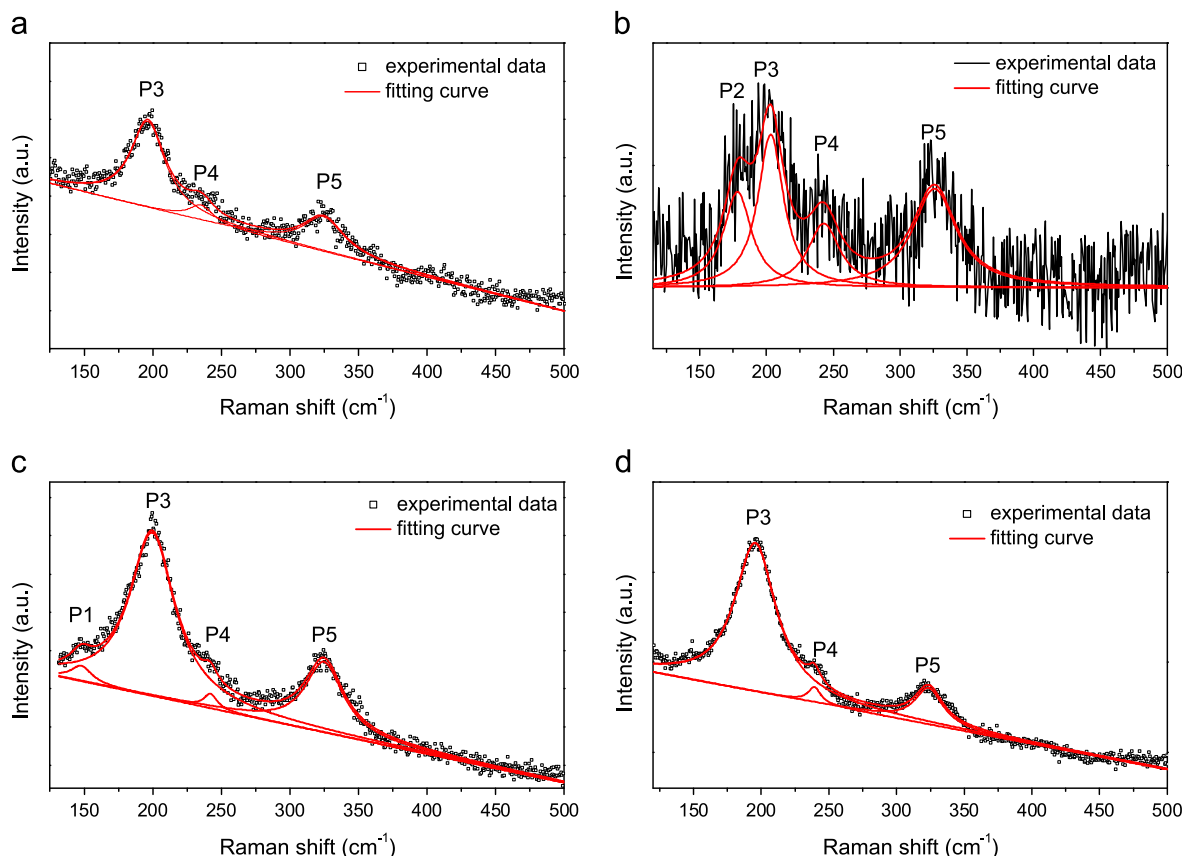 a
P3
P4
P5
experimental data
fitting curve
Intensity (a.u.)
150 200 250 300 350 400 450 500
Raman shift (cm⁻¹)
b
P2
P3
P4
P5
experimental data
fitting curve
Intensity (a.u.)
150 200 250 300 350 400 450 500
Raman shift (cm⁻¹)
c
P1
P3
P4
P5
experimental data
fitting curve
Intensity (a.u.)
150 200 250 300 350 400 450 500
Raman shift (cm⁻¹)
d
P3
P4
P5
experimental data
fitting curve
Intensity (a.u.)
150 200 250 300 350 400 450 500
Raman shift (cm⁻¹)